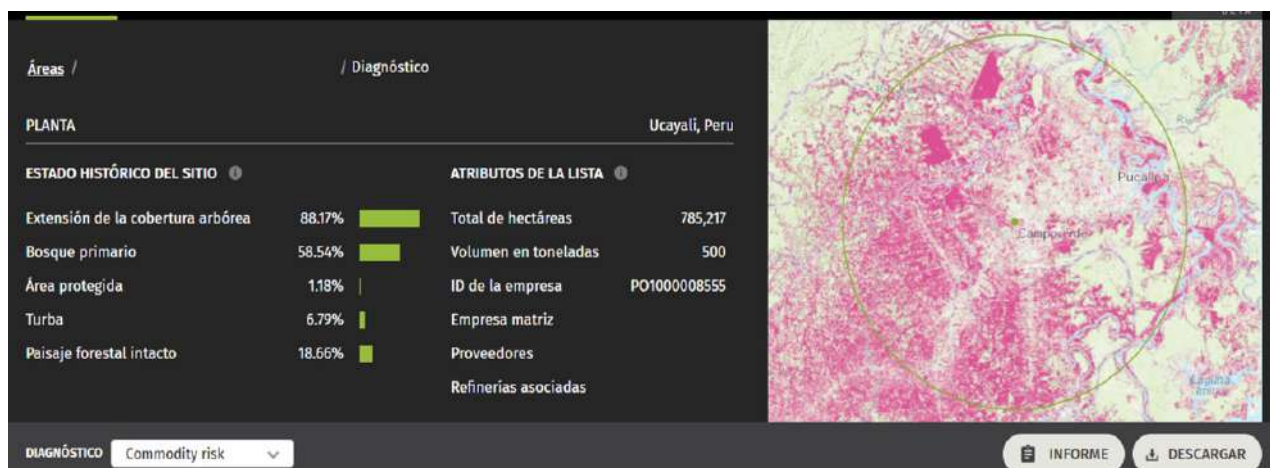 Áreas / / Diagnóstico
PLANTA Ucayali, Peru
ESTADO HISTÓRICO DEL SITIO
Extensión de la cobertura arbórea 88.17%
Bosque primario 58.54%
Área protegida 1.18%
Turba 6.79%
Paisaje forestal intacto 18.66%
ATRIBUTOS DE LA LISTA
Total de hectáreas 785,217
Volumen en toneladas 500
ID de la empresa PO1000008555
Empresa matriz
Proveedores
Refinerías asociadas
Pucallpa
Campoverde
Laguna
DIAGNÓSTICO Commodity risk
INFORME
DESCARGAR